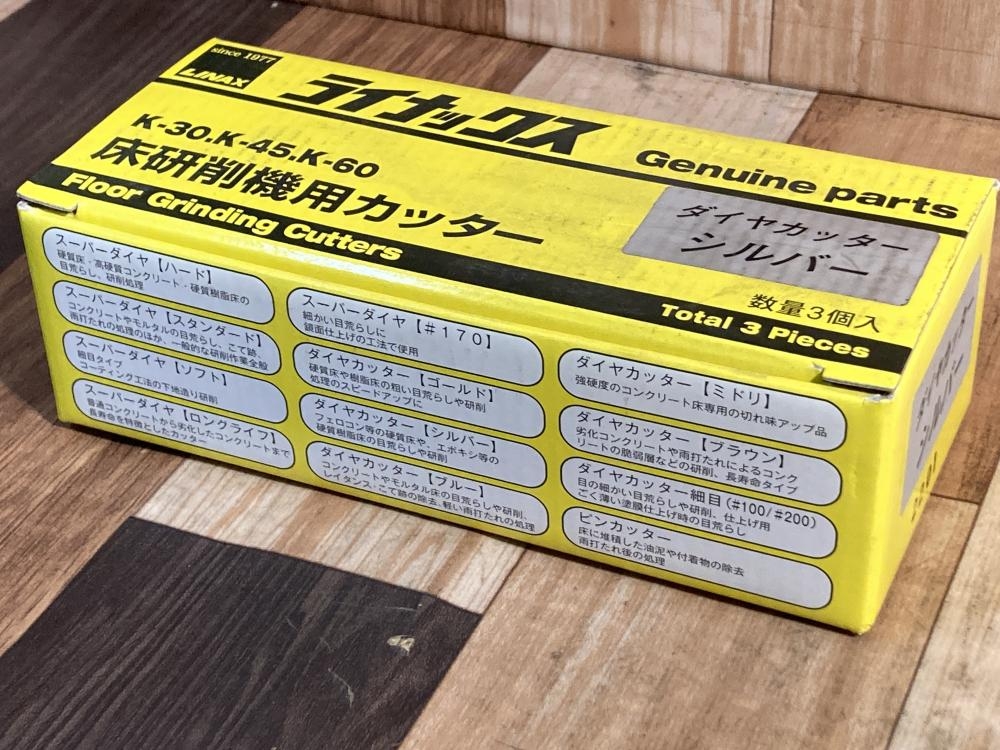 since 1977
LINAX
ライナックス
Genuine parts
K-30.K-45.K-60
床研削機用カッター
Floor Grinding Cutters
ダイヤカッター
シルバー
数量3個入
Total 3 Pieces
スーパーダイヤ【ハード】
硬質床・高硬質コンクリート・硬質樹脂床の
目荒らし、研削処理
スーパーダイヤ【スタンダード】
コンクリートやモルタルの目荒らし、こて跡、
雨打たれの処理のほか、一般的な研削作業全般
スーパーダイヤ【ソフト】
細目タイプ
コーティング工法の下地造り研削
スーパーダイヤ【ロングライフ】
普通コンクリートから劣化したコンクリートまで
長寿命を特徴としたカッター
スーパーダイヤ【#170】
細かい目荒らしに
鏡面仕上げの工法で使用
ダイヤカッター【ゴールド】
硬質床や樹脂床の粗い目荒らしや研削
処理のスピードアップに
ダイヤカッター【シルバー】
フェロコン等の硬質床や、エポキシ等の
硬質樹脂床の目荒らしや研削
ダイヤカッター【ブルー】
コンクリートやモルタル床の目荒らし、研削、
レイタンス・こて跡の除去、軽い雨打たれの処理
ダイヤカッター【ミドリ】
強硬度のコンクリート床専用の切れ味アップ品
ダイヤカッター【ブラウン】
劣化コンクリートや雨打たれによるコンク
リートの脆弱層などの研削、長寿命タイプ
ダイヤカッター細目(#100/#200)
目の細かい目荒らしや研削、仕上げ用
ごく薄い塗膜仕上げ時の目荒らし
ピンカッター
床に堆積した油泥や付着物の除去
雨打たれ後の処理